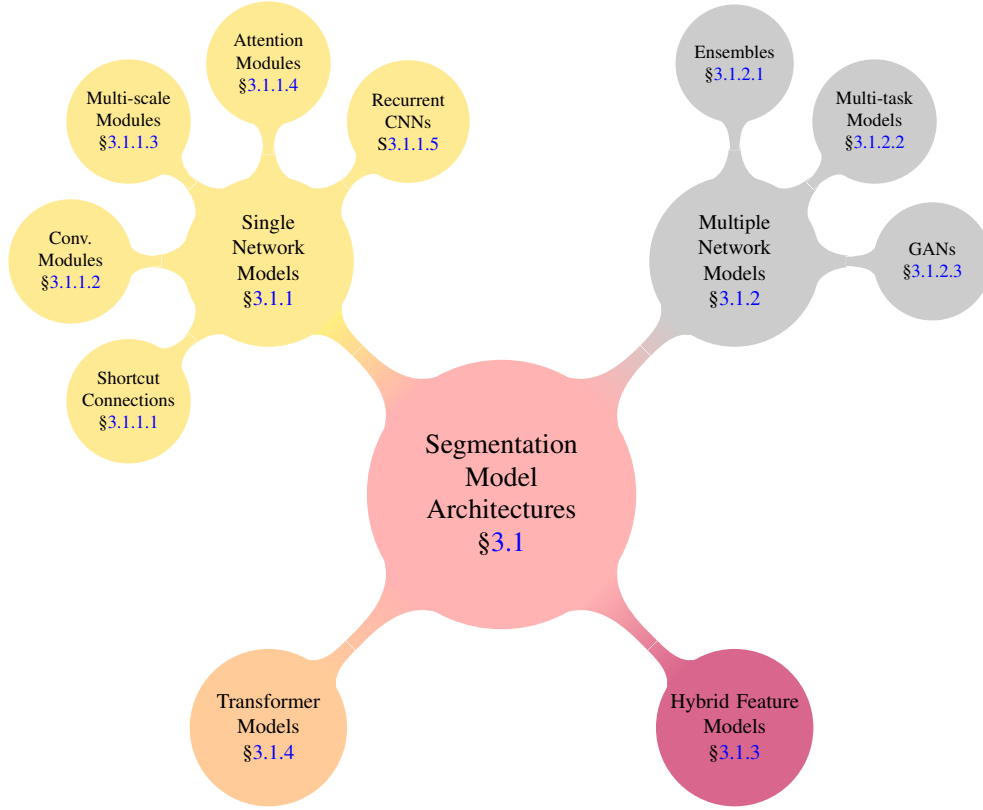 Attention
Modules
§3.1.1.4
Ensembles
§3.1.2.1
Multi-scale
Modules
§3.1.1.3
Recurrent
CNNs
S3.1.1.5
Multi-task
Models
§3.1.2.2
Conv.
Modules
§3.1.1.2
Single
Network
Models
§3.1.1
Multiple
Network
Models
§3.1.2
GANs
§3.1.2.3
Shortcut
Connections
§3.1.1.1
Segmentation
Model
Architectures
§3.1
Transformer
Models
§3.1.4
Hybrid Feature
Models
§3.1.3